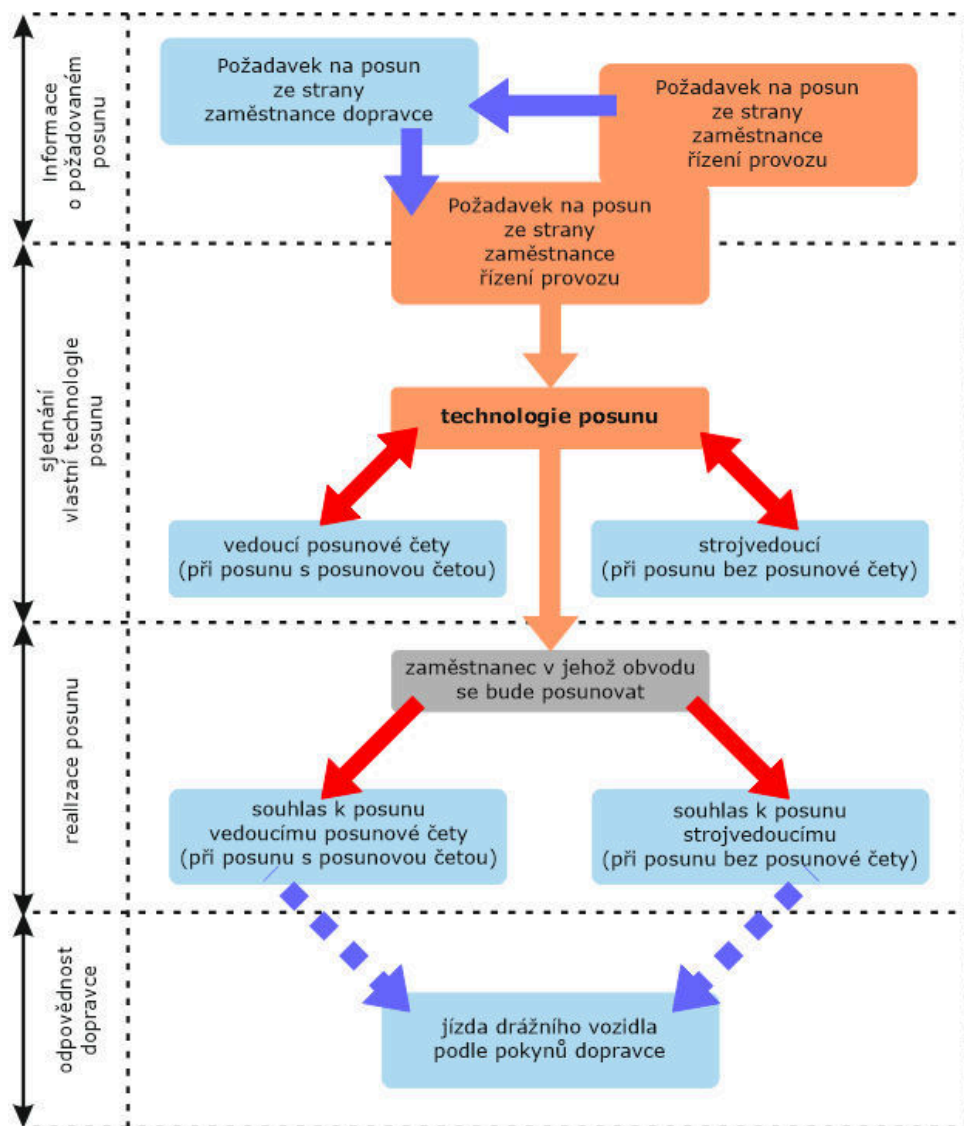 Informace
o požadovaném
posunu
Požadavek na posun
ze strany
zaměstnance dopravce
Požadavek na posun
ze strany
zaměstnance
řízení provozu
Požadavek na posun
ze strany
zaměstnance
řízení provozu
sjednání
vlastní technologie
posunu
technologie posunu
vedoucí posunové čety
(při posunu s posunovou četou)
strojvedoucí
(při posunu bez posunové čety)
realizace posunu
zaměstnanec v jehož obvodu
se bude posunovat
souhlas k posunu
vedoucímu posunové čety
(při posunu s posunovou četou)
souhlas k posunu
strojvedoucímu
(při posunu bez posunové čety)
odpovědnost
dopravce
jízda drážního vozidla
podle pokynů dopravce